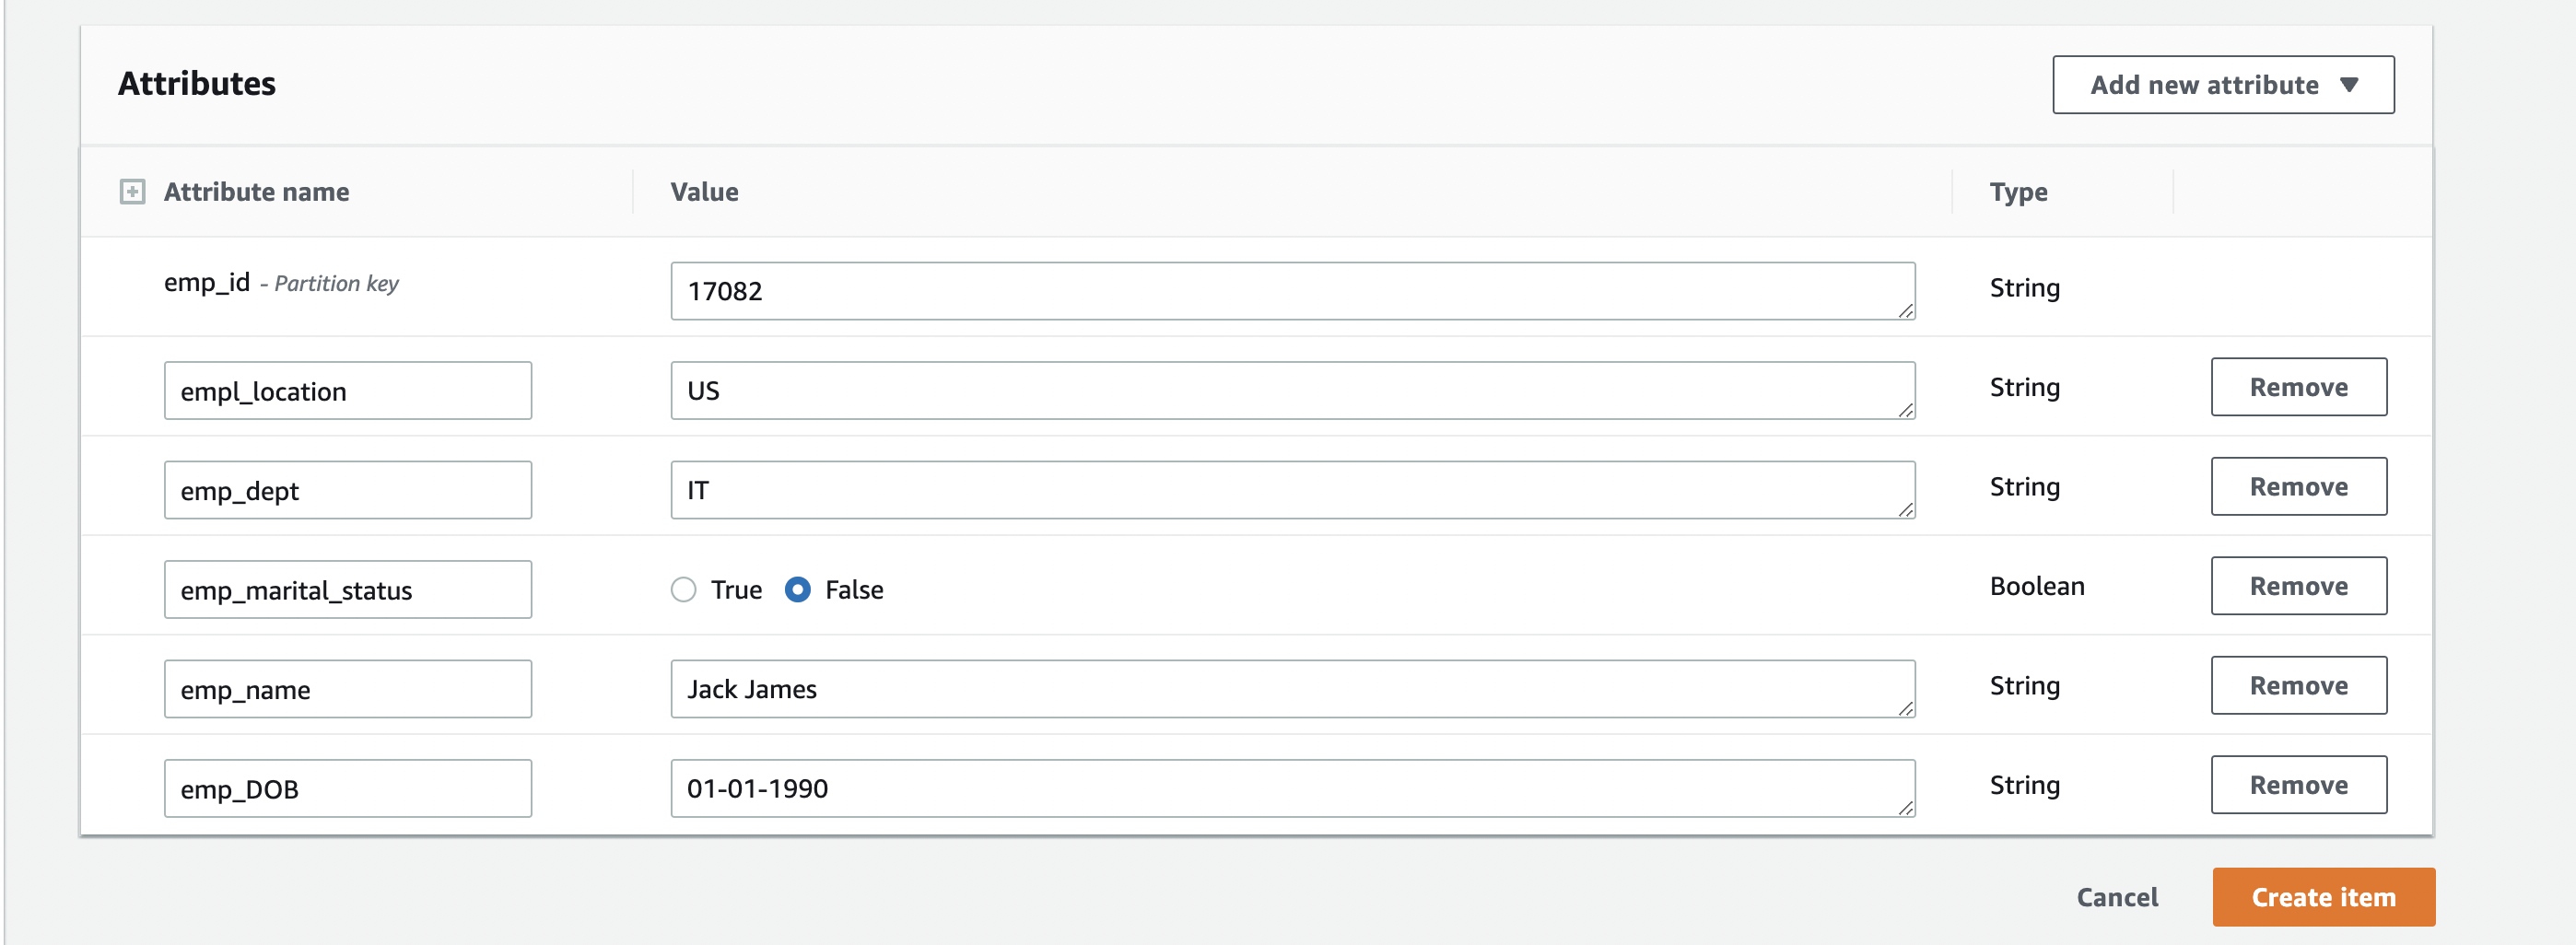 Attributes
Add new attribute
Attribute name Value Type
emp_id - Partition key 17082 String
empl_location US String Remove
emp_dept IT String Remove
emp_marital_status True False Boolean Remove
emp_name Jack James String Remove
emp_DOB 01-01-1990 String Remove
Cancel Create item